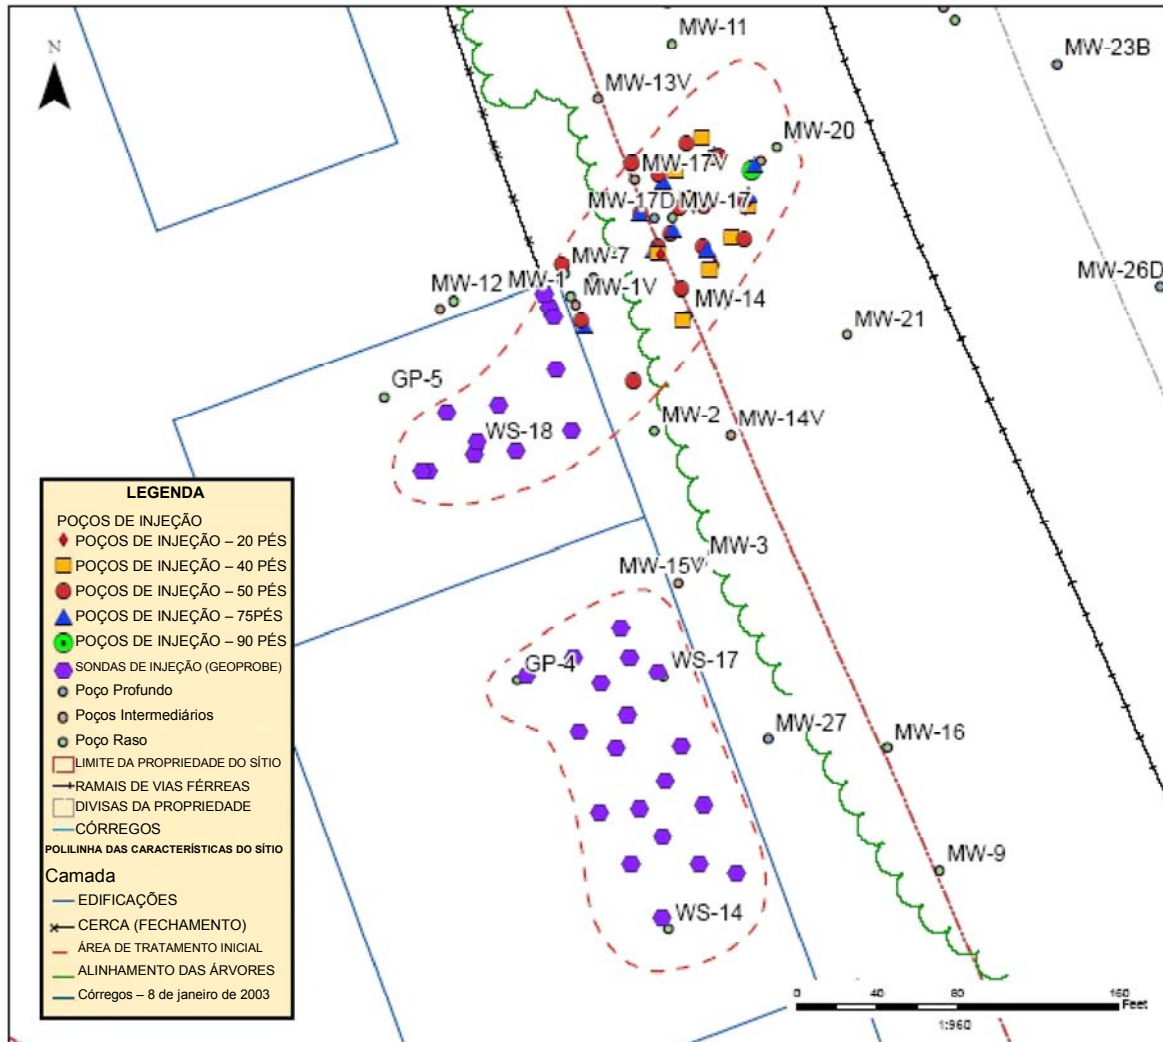 N
MW-11
MW-23B
MW-13V
MW-20
MW-17V
MW-17D
MW-17
MW-7
MW-26D
MW-12
MW-1
MW-1V
MW-14
MW-21
GP-5
MW-2
MW-14V
WS-18
MW-3
MW-15V
GP-4
WS-17
MW-27
MW-16
MW-9
WS-14
LEGENDA
POÇOS DE INJEÇÃO
POÇOS DE INJEÇÃO – 20 PÉS
POÇOS DE INJEÇÃO – 40 PÉS
POÇOS DE INJEÇÃO – 50 PÉS
POÇOS DE INJEÇÃO – 75PÉS
POÇOS DE INJEÇÃO – 90 PÉS
SONDAS DE INJEÇÃO (GEOPROBE)
Poço Profundo
Poços Intermediários
Poço Raso
LIMITE DA PROPRIEDADE DO SÍTIO
RAMAIS DE VIAS FÉRREAS
DIVISAS DA PROPRIEDADE
CÓRREGOS
POLILINHA DAS CARACTERÍSTICAS DO SÍTIO
Camada
EDIFICAÇÕES
CERCA (FECHAMENTO)
ÁREA DE TRATAMENTO INICIAL
ALINHAMENTO DAS ÁRVORES
Córregos – 8 de janeiro de 2003
0 40 80 160
Feet
1:960